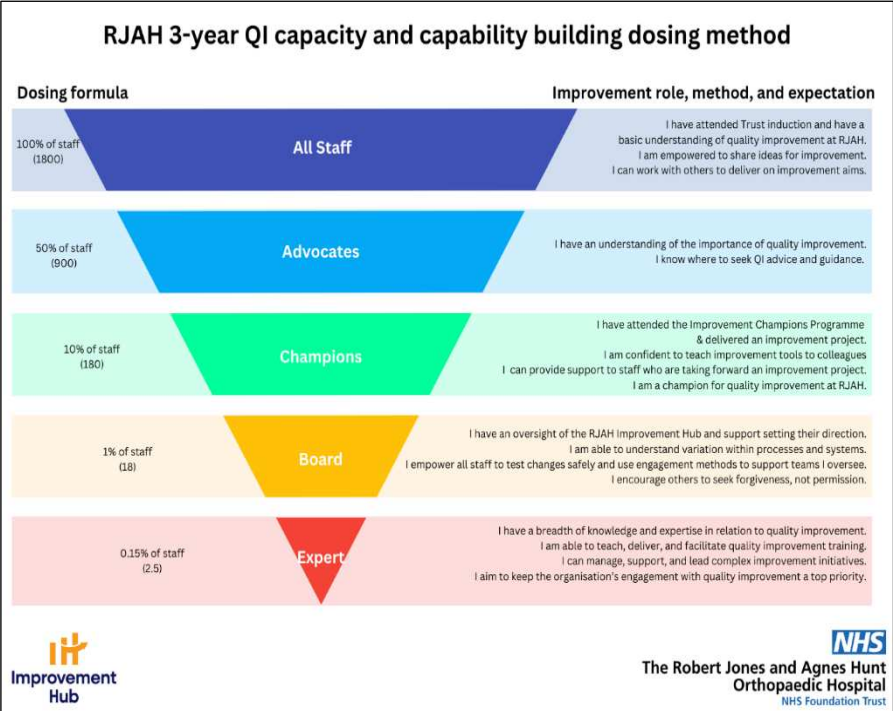 RJAH 3-year QI capacity and capability building dosing method
Dosing formula
Improvement role, method, and expectation
100% of staff
(1800)
All Staff
I have attended Trust induction and have a
basic understanding of quality improvement at RJAH.
I am empowered to share ideas for improvement.
I can work with others to deliver on improvement aims.
50% of staff
(900)
Advocates
I have an understanding of the importance of quality improvement.
I know where to seek QI advice and guidance.
10% of staff
(180)
Champions
I have attended the Improvement Champions Programme
& delivered an improvement project.
I am confident to teach improvement tools to colleagues
I can provide support to staff who are taking forward an improvement project.
I am a champion for quality improvement at RJAH.
1% of staff
(18)
Board
I have an oversight of the RJAH Improvement Hub and support setting their direction.
I am able to understand variation within processes and systems.
I empower all staff to test changes safely and use engagement methods to support teams I oversee.
I encourage others to seek forgiveness, not permission.
0.15% of staff
(2.5)
Expert
I have a breadth of knowledge and expertise in relation to quality improvement.
I am able to teach, deliver, and facilitate quality improvement training.
I can manage, support, and lead complex improvement initiatives.
I aim to keep the organisation's engagement with quality improvement a top priority.
Improvement
Hub
NHS
The Robert Jones and Agnes Hunt
Orthopaedic Hospital
NHS Foundation Trust